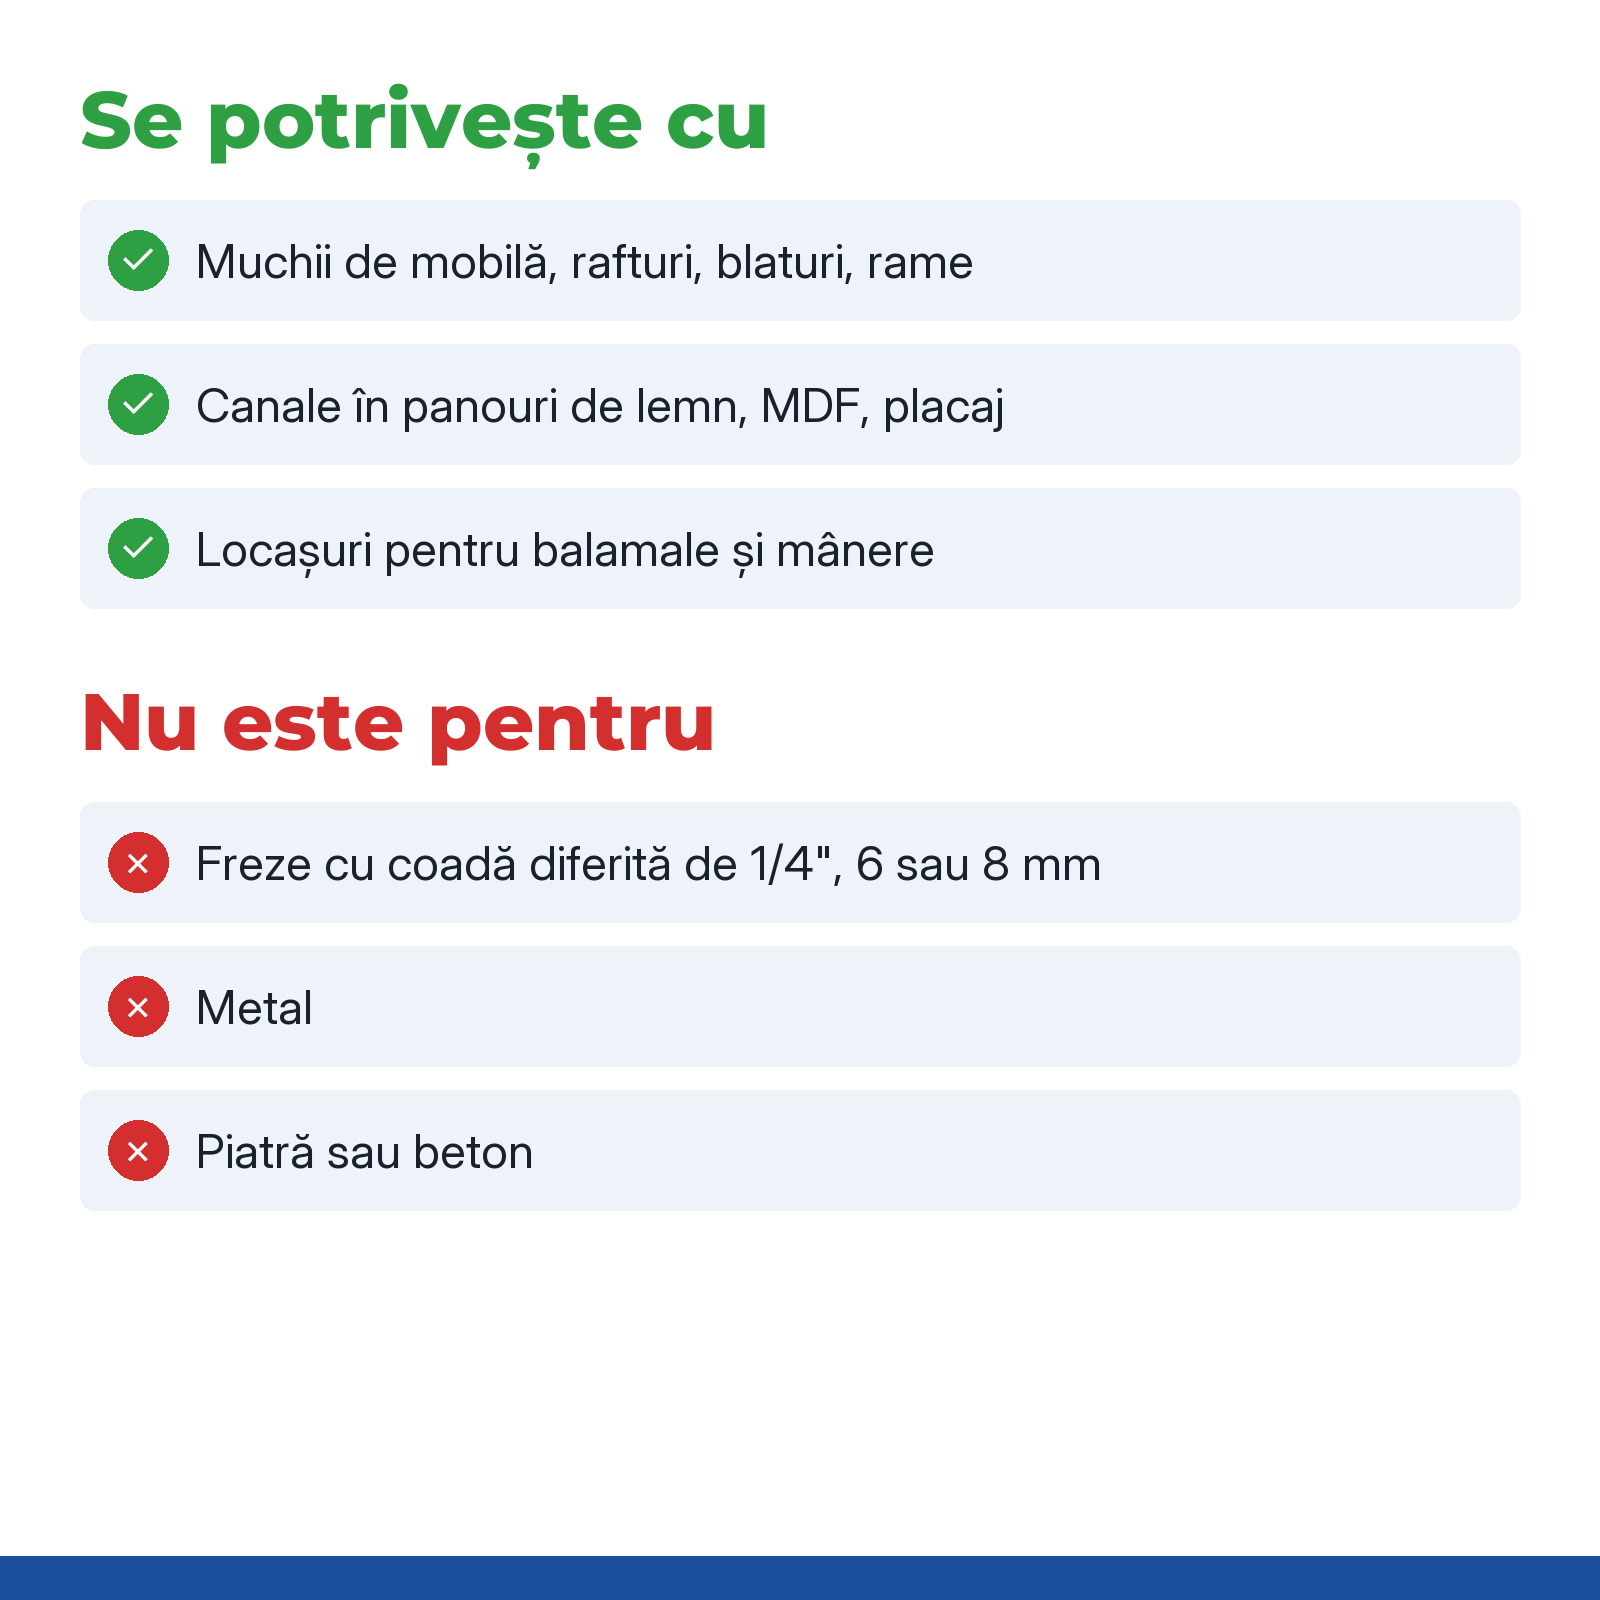 Se potrivește cu
Muchii de mobilă, rafturi, blaturi, rame
Canale în panouri de lemn, MDF, placaj
Locașuri pentru balamale și mânere
Nu este pentru
Freze cu coadă diferită de 1/4", 6 sau 8 mm
Metal
Piatră sau beton